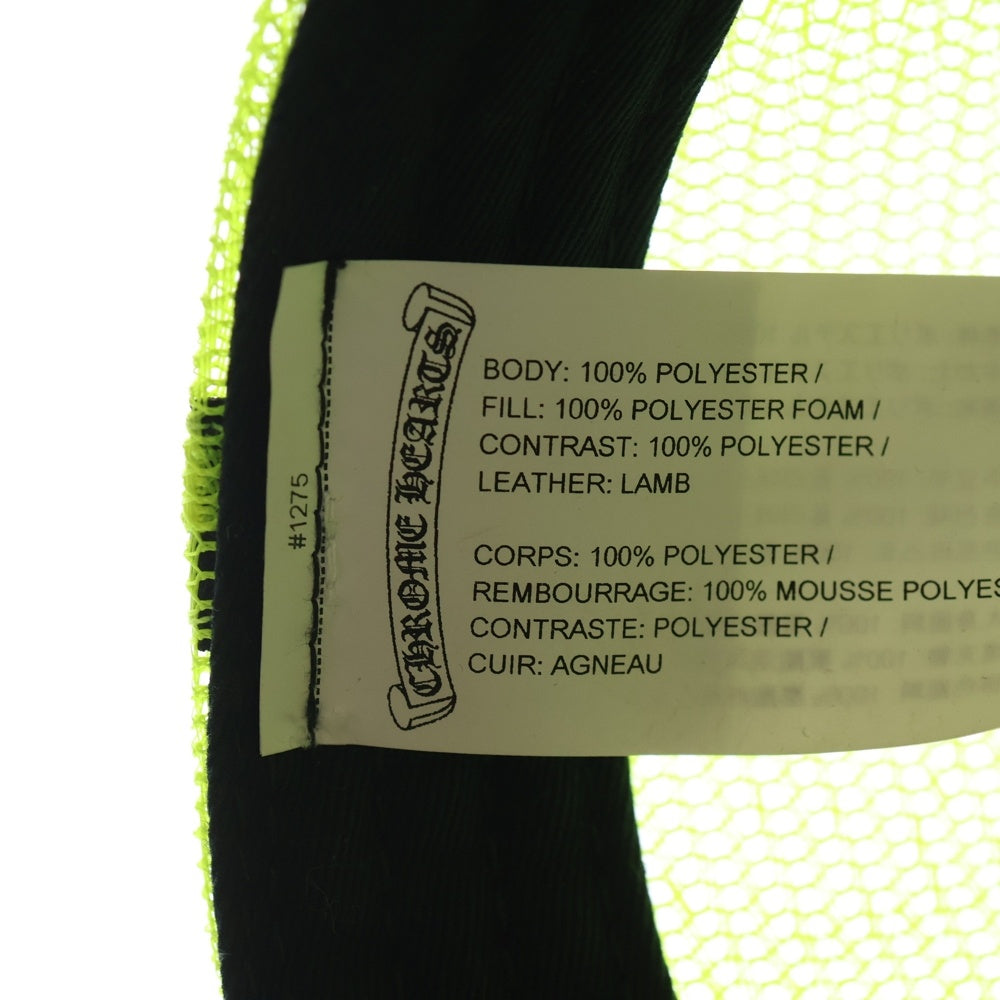 #1275
CHROME HEARTS
BODY: 100% POLYESTER /
FILL: 100% POLYESTER FOAM /
CONTRAST: 100% POLYESTER /
LEATHER: LAMB
CORPS: 100% POLYESTER /
REMBOURRAGE: 100% MOUSSE POLYES
CONTRASTE: POLYESTER /
CUIR: AGNEAU